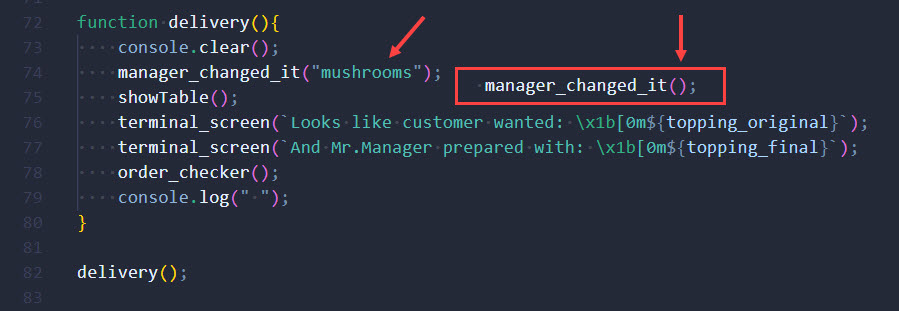 72 function delivery(){
73 console.clear();
74 manager_changed_it("mushrooms");
manager_changed_it();
75 showTable();
76 terminal_screen(`Looks like customer wanted: \x1b[0m${topping_original}`);
77 terminal_screen(`And Mr.Manager prepared with: \x1b[0m${topping_final}`);
78 order_checker();
79 console.log(" ");
80 }
81
82 delivery();
83